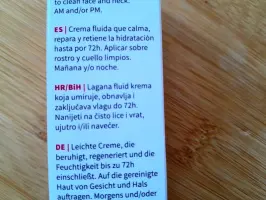 to clean face and neck.
AM and/or PM.
ES | Crema fluida que calma,
repara y retiene la hidratación
hasta por 72h. Aplicar sobre
rostro y cuello limpios.
Mañana y/o noche.
HR/BiH | Lagana fluid krema
koja umiruje, obnavlja i
zaključava vlagu do 72h.
Nanijeti na čisto lice i vrat,
ujutro i/ili navečer.
DE | Leichte Creme, die
beruhigt, regeneriert und die
Feuchtigkeit bis zu 72h
einschließt. Auf die gereinigte
Haut von Gesicht und Hals
auftragen. Morgens und/oder